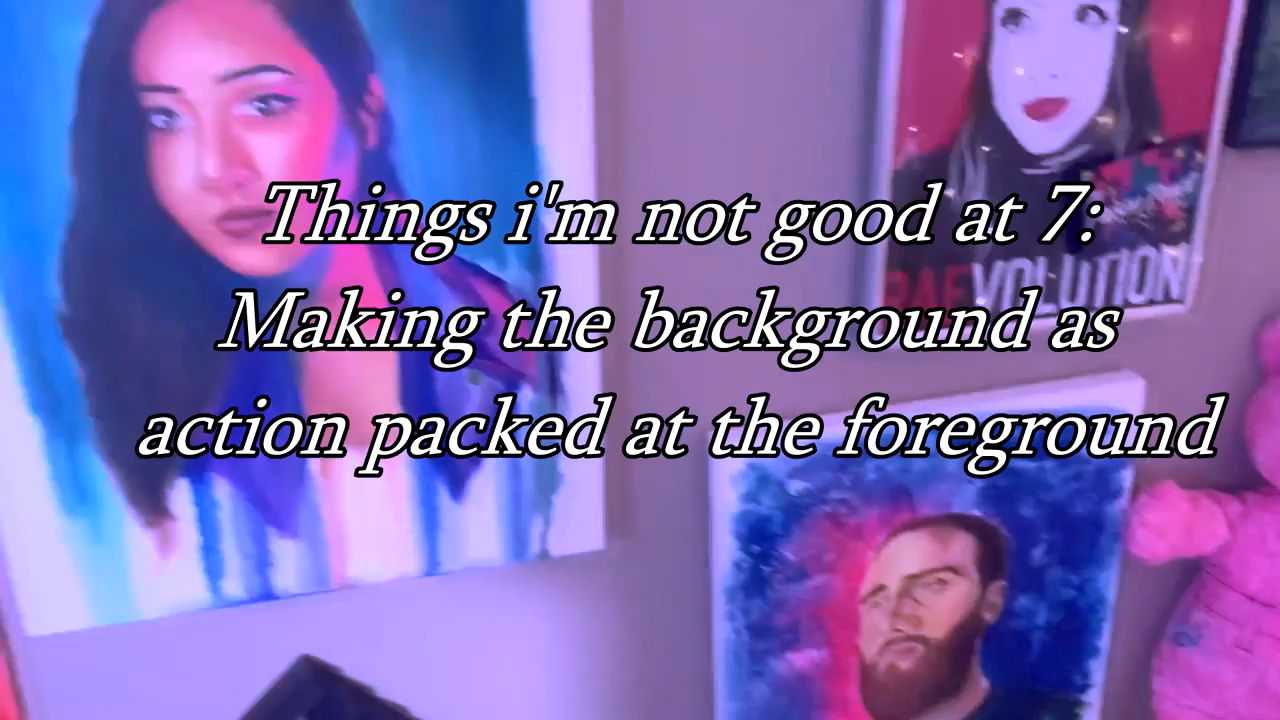 Things i'm not good at 7:
Making the background as
action packed at the foreground
RAEVOLUTION